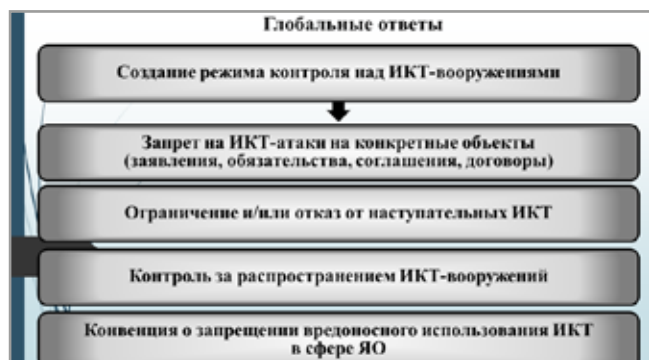 Глобальные ответы
Создание режима контроля над ИКТ-вооружениями
Запрет на ИКТ-атаки на конкретные объекты
(заявления, обязательства, соглашения, договоры)
Ограничение и/или отказ от наступательных ИКТ
Контроль за распространением ИКТ-вооружений
Конвенция о запрещении вредоносного использования ИКТ
в сфере ЯО